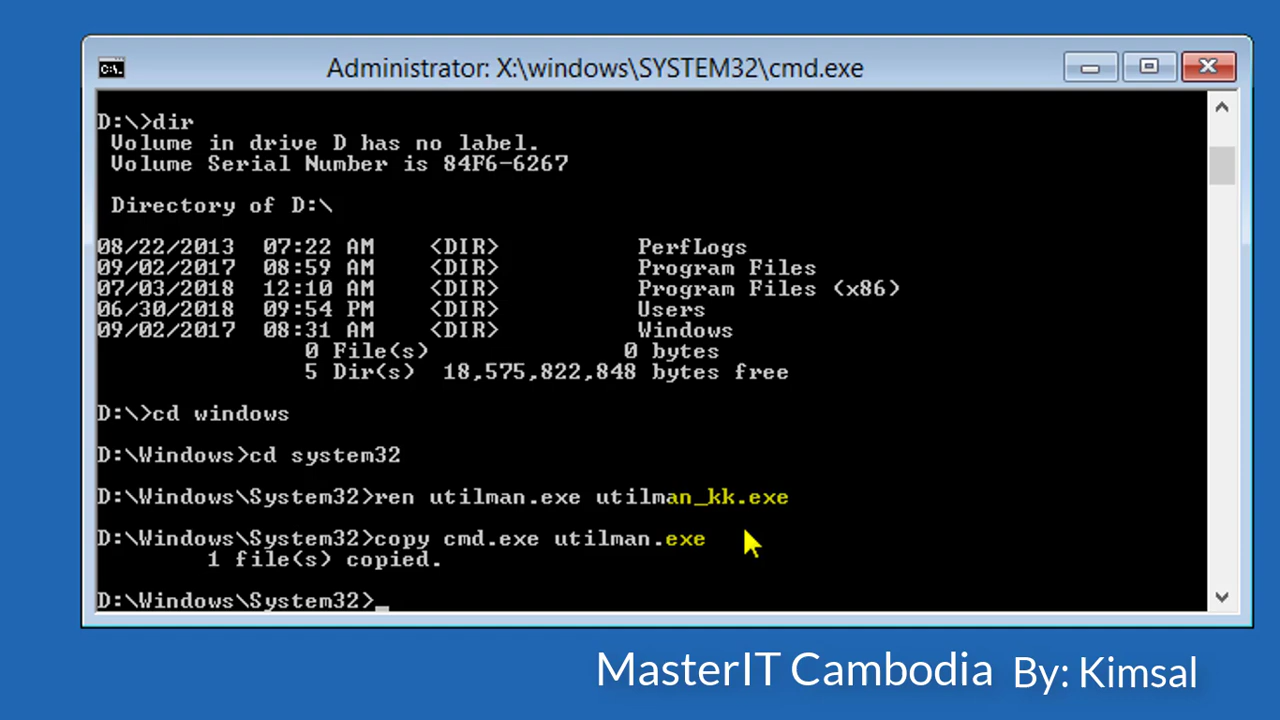 Administrator: X:\windows\SYSTEM32\cmd.exe
D:\>dir
Volume in drive D has no label.
Volume Serial Number is 84F6-6267
Directory of D:\
08/22/2013 07:22 AM <DIR> PerfLogs
09/02/2017 08:59 AM <DIR> Program Files
07/03/2018 12:10 AM <DIR> Program Files (x86)
06/30/2018 09:54 PM <DIR> Users
09/02/2017 08:31 AM <DIR> Windows
0 File(s) 0 bytes
5 Dir(s) 18,575,822,848 bytes free
D:\>cd windows
D:\Windows>cd system32
D:\Windows\System32>ren utilman.exe utilman_kk.exe
D:\Windows\System32>copy cmd.exe utilman.exe
1 file(s) copied.
D:\Windows\System32>_
MasterIT Cambodia By: Kimsal